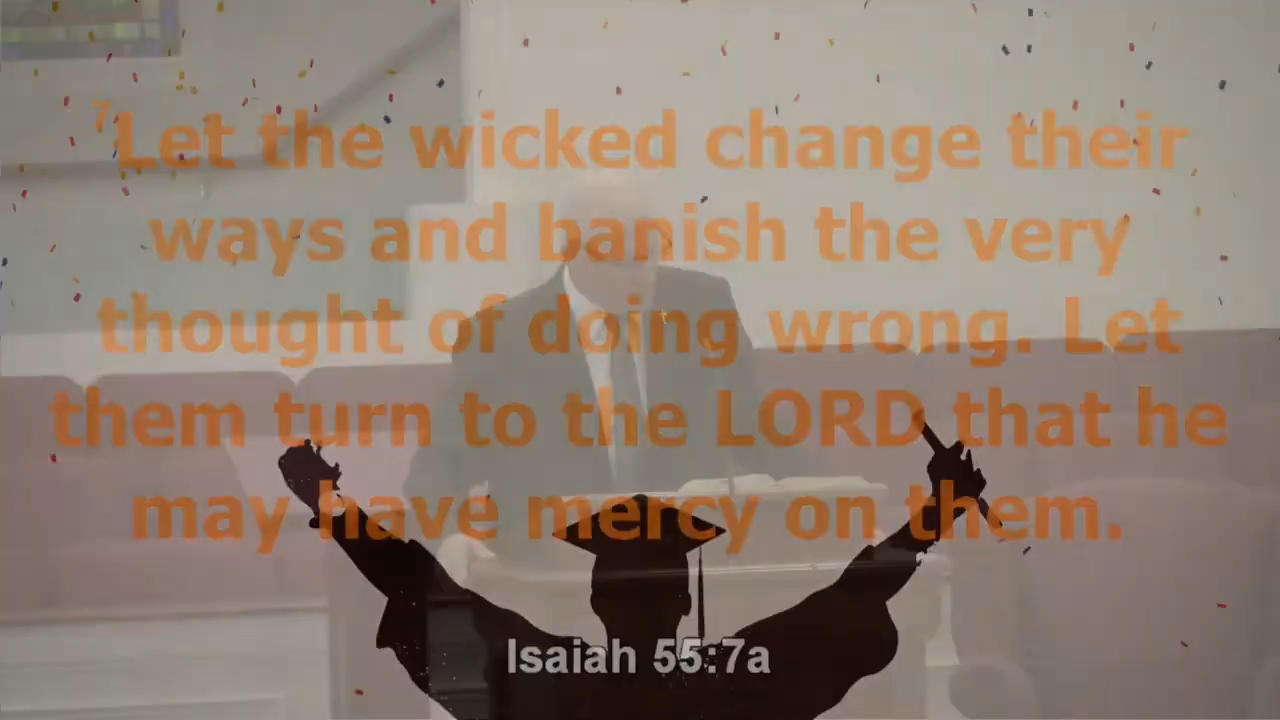 7Let the wicked change their
ways and banish the very
thought of doing wrong. Let
them turn to the LORD that he
may have mercy on them.
Isaiah 55:7a